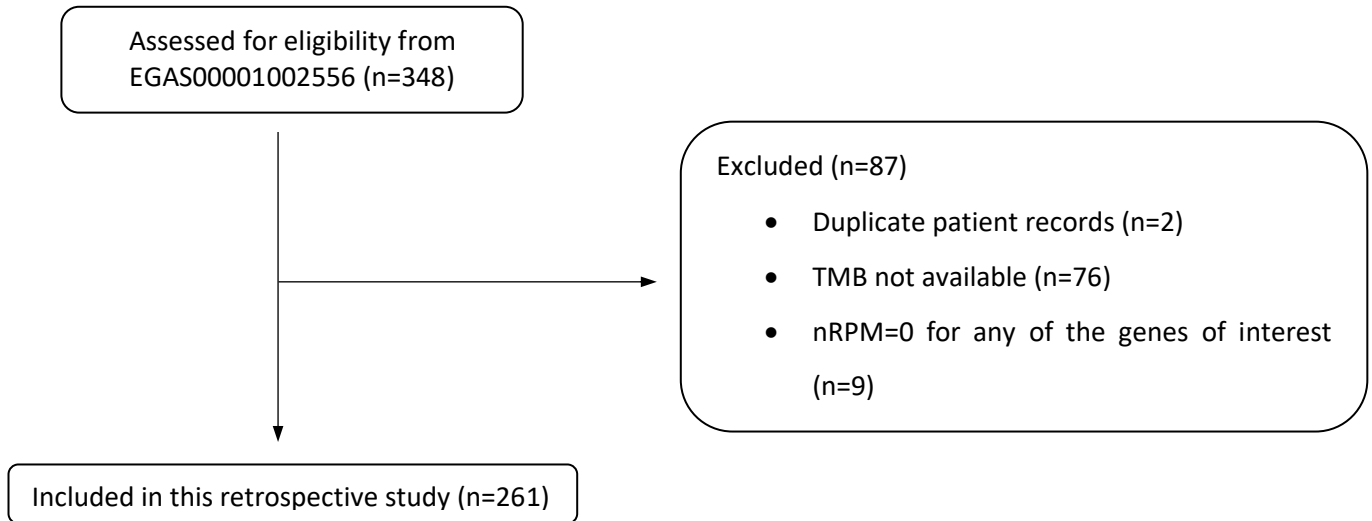 Assessed for eligibility from
EGAS00001002556 (n=348)
Excluded (n=87)
• Duplicate patient records (n=2)
• TMB not available (n=76)
• nRPM=0 for any of the genes of interest
(n=9)
Included in this retrospective study (n=261)